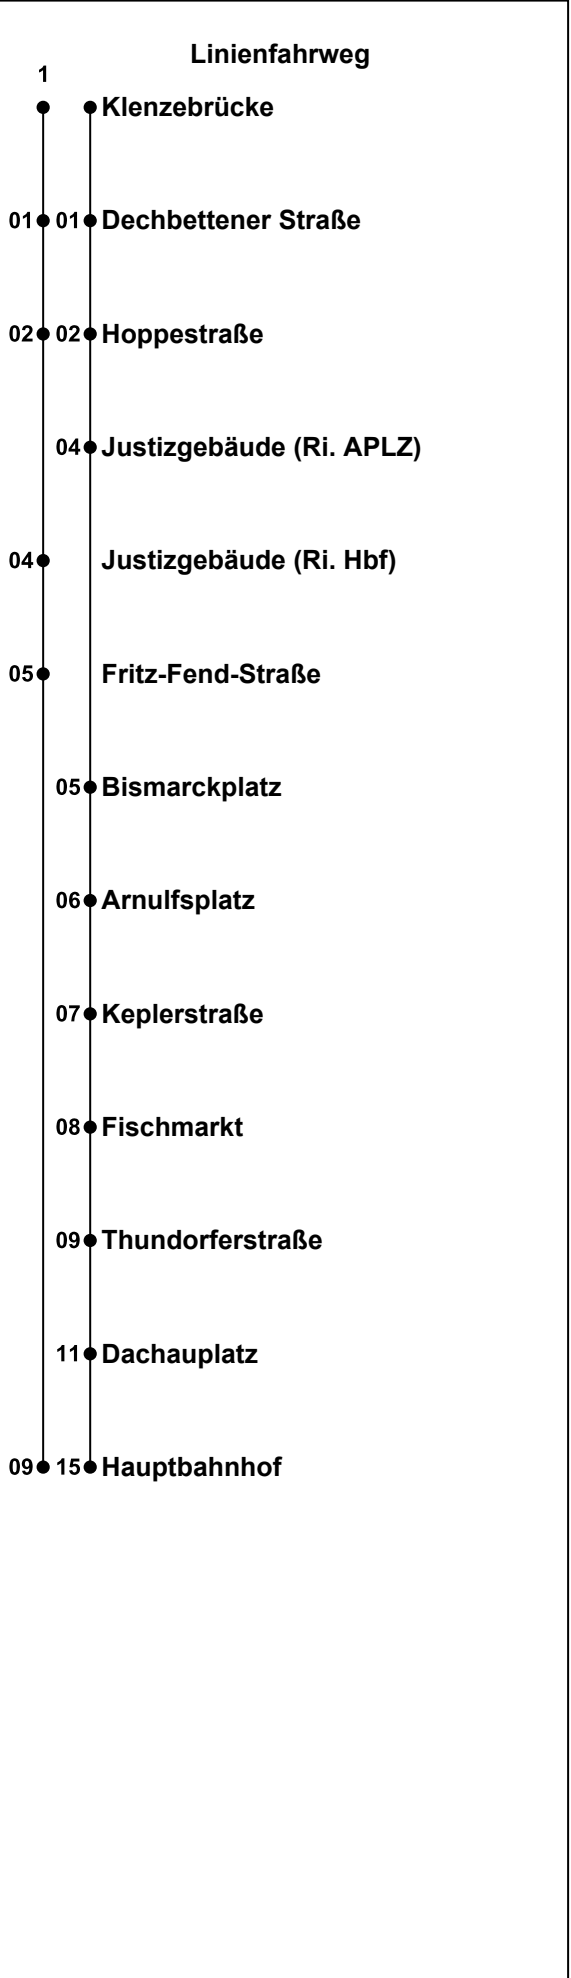 Linienfahrweg
1
Klenzebrücke
01 01 Dechbettener Straße
02 02 Hoppestraße
04 Justizgebäude (Ri. APLZ)
04 Justizgebäude (Ri. Hbf)
05 Fritz-Fend-Straße
05 Bismarckplatz
06 Arnulfsplatz
07 Keplerstraße
08 Fischmarkt
09 Thundorferstraße
11 Dachauplatz
09 15 Hauptbahnhof